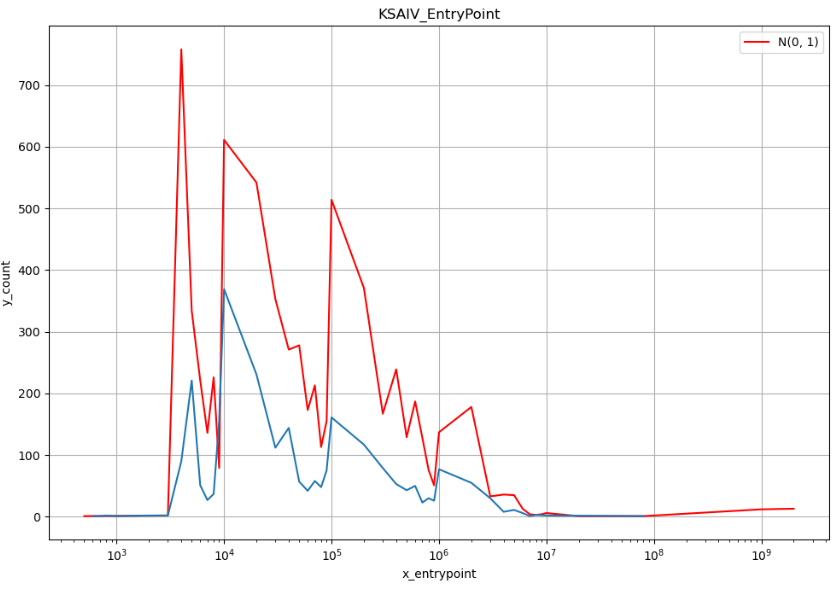 KSAIV_EntryPoint
N(0, 1)
y_count
700
600
500
400
300
200
100
0
10³ 10⁴ 10⁵ 10⁶ 10⁷ 10⁸ 10⁹
x_entrypoint